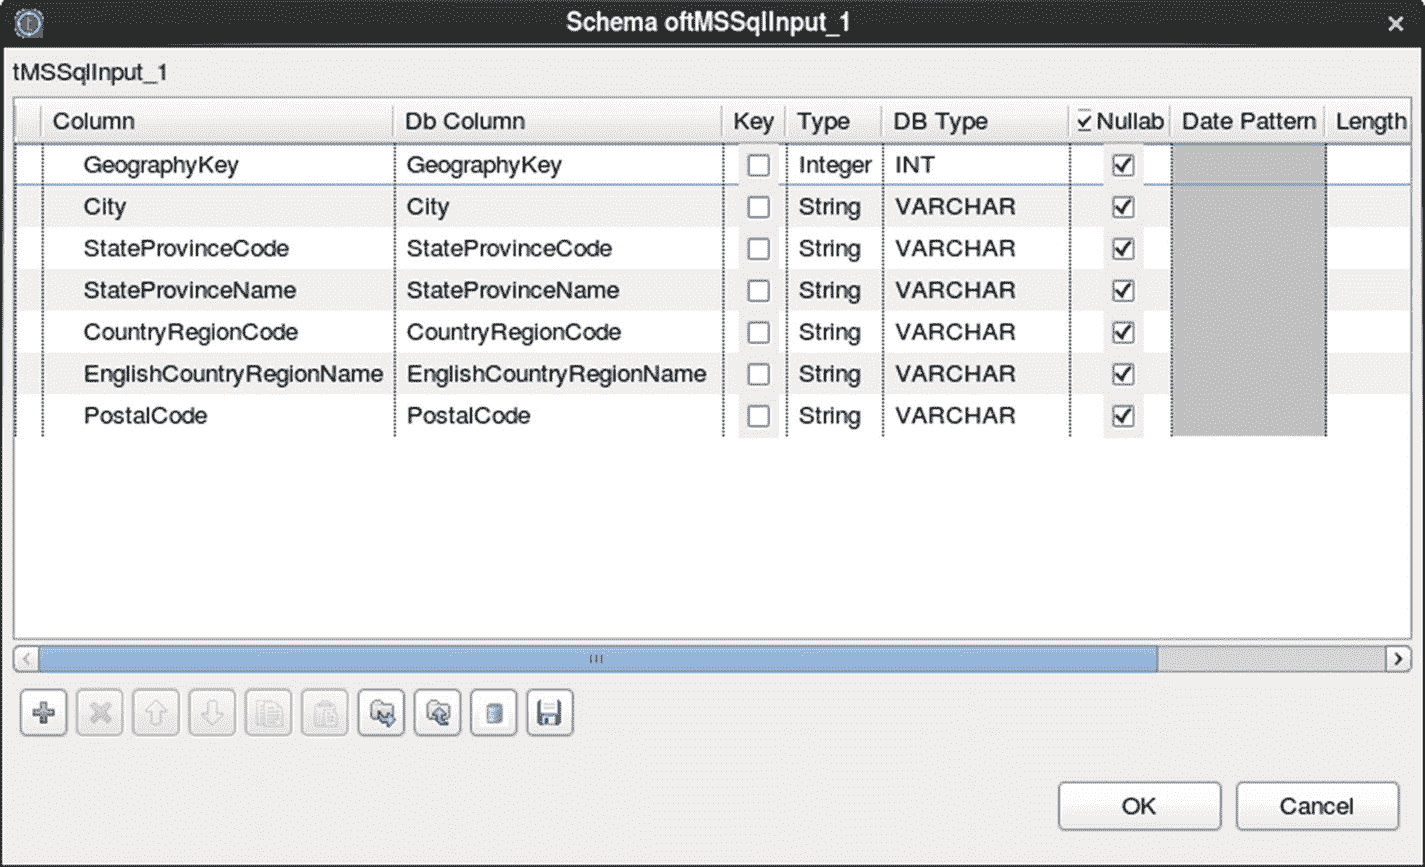 Schema oftMSSqlInput_1
tMSSqlInput_1
Column Db Column Key Type DB Type Nullab Date Pattern Length
GeographyKey GeographyKey Integer INT
City City String VARCHAR
StateProvinceCode StateProvinceCode String VARCHAR
StateProvinceName StateProvinceName String VARCHAR
CountryRegionCode CountryRegionCode String VARCHAR
EnglishCountryRegionName EnglishCountryRegionName String VARCHAR
PostalCode PostalCode String VARCHAR
OK Cancel